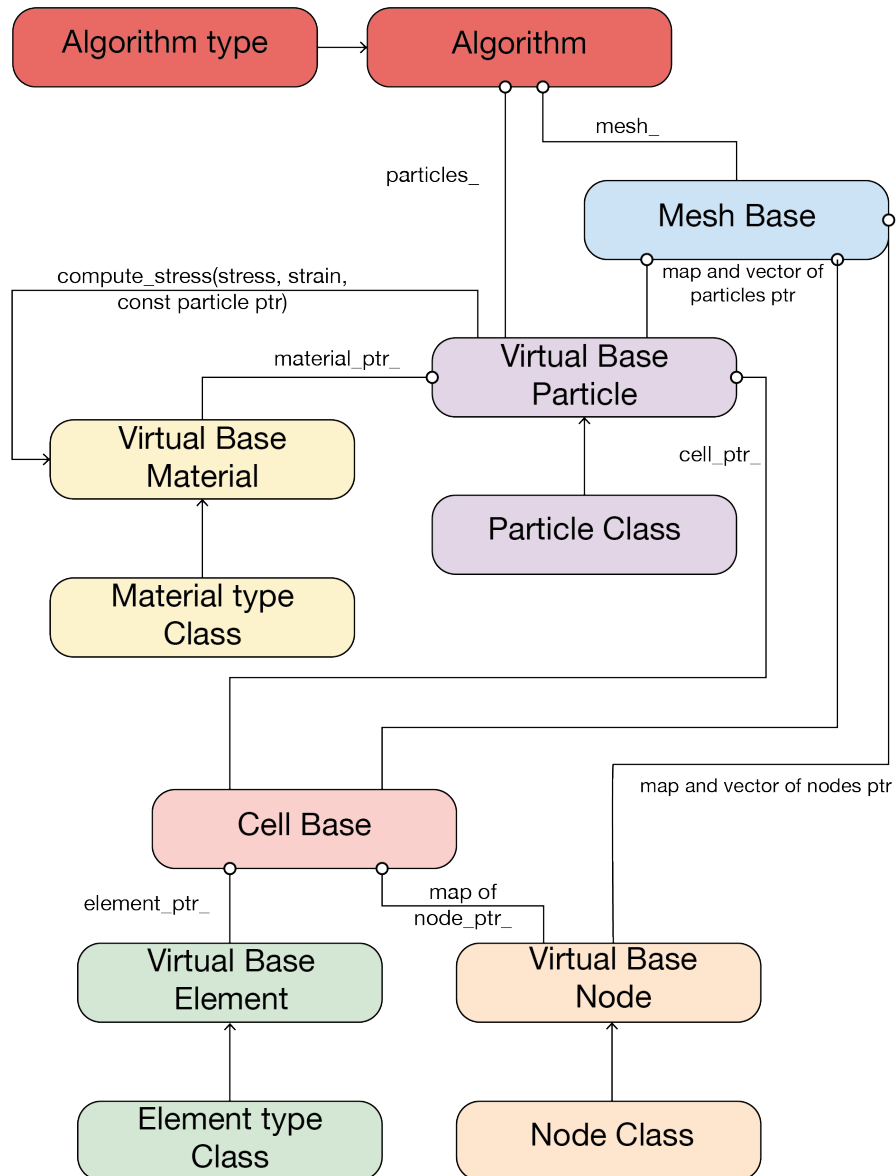 Algorithm type
Algorithm
mesh_
particles_
Mesh Base
map and vector of
particles ptr
compute_stress(stress, strain,
const particle ptr)
material_ptr_
Virtual Base
Particle
Virtual Base
Material
cell_ptr_
Particle Class
Material type
Class
map and vector of nodes ptr
Cell Base
element_ptr_
map of
node_ptr_
Virtual Base
Element
Virtual Base
Node
Element type
Class
Node Class